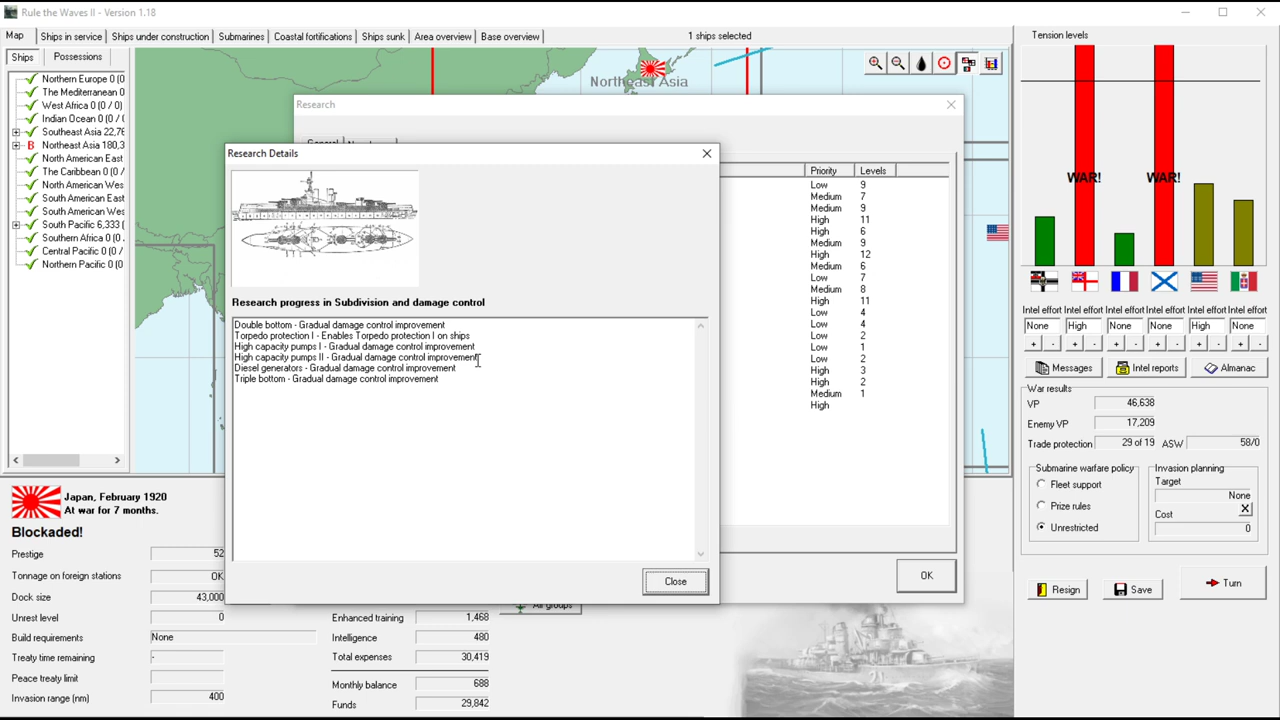 Rule the Waves II - Version 1.18
Map
Ships in service
Ships under construction
Submarines
Coastal fortifications
Ships sunk
Area overview
Base overview
1 ships selected
Ships
Possessions
Northern Europe 0 (0
The Mediterranean 0
West Africa 0 (0 / 0)
Indian Ocean 0 (0 / 0)
Southeast Asia 22,76
B Northeast Asia 180,3
North American East
The Caribbean 0 (0 /
North American Wes
South American East
South American Wes
South Pacific 6,333 (
Southern Africa 0 (0 .
Central Pacific 0 (0 /
Northern Pacific 0 (0
Northeast Asia
Research
General
Research Details
Research progress in Subdivision and damage control
Double bottom - Gradual damage control improvement
Torpedo protection I - Enables Torpedo protection I on ships
High capacity pumps I - Gradual damage control improvement
High capacity pumps II - Gradual damage control improvement
Diesel generators - Gradual damage control improvement
Triple bottom - Gradual damage control improvement
Close
Priority Levels
Low 9
Medium 7
Medium 9
High 11
High 6
Medium 9
High 12
Medium 6
Low 7
Medium 8
High 11
Low 4
Low 4
Low 2
Low 1
Low 2
High 3
High 2
Medium 1
High
OK
Tension levels
WAR! WAR!
Intel effort Intel effort Intel effort Intel effort Intel effort Intel effort
None High None None High None
+ - + - + - + - + - + -
Messages
Intel reports
Almanac
War results
VP 46,638
Enemy VP 17,209
Trade protection 29 of 19 ASW 58/0
Submarine warfare policy
Fleet support
Prize rules
Unrestricted
Invasion planning
Target
None
Cost X
0
Resign
Save
Turn
Japan, February 1920
At war for 7 months.
Blockaded!
Prestige 52
Tonnage on foreign stations OK
Dock size 43,000
Unrest level 0
Build requirements None
Treaty time remaining -
Peace treaty limit
Invasion range (nm) 400
All groups
Enhanced training 1,468
Intelligence 480
Total expenses 30,419
Monthly balance 688
Funds 29,842